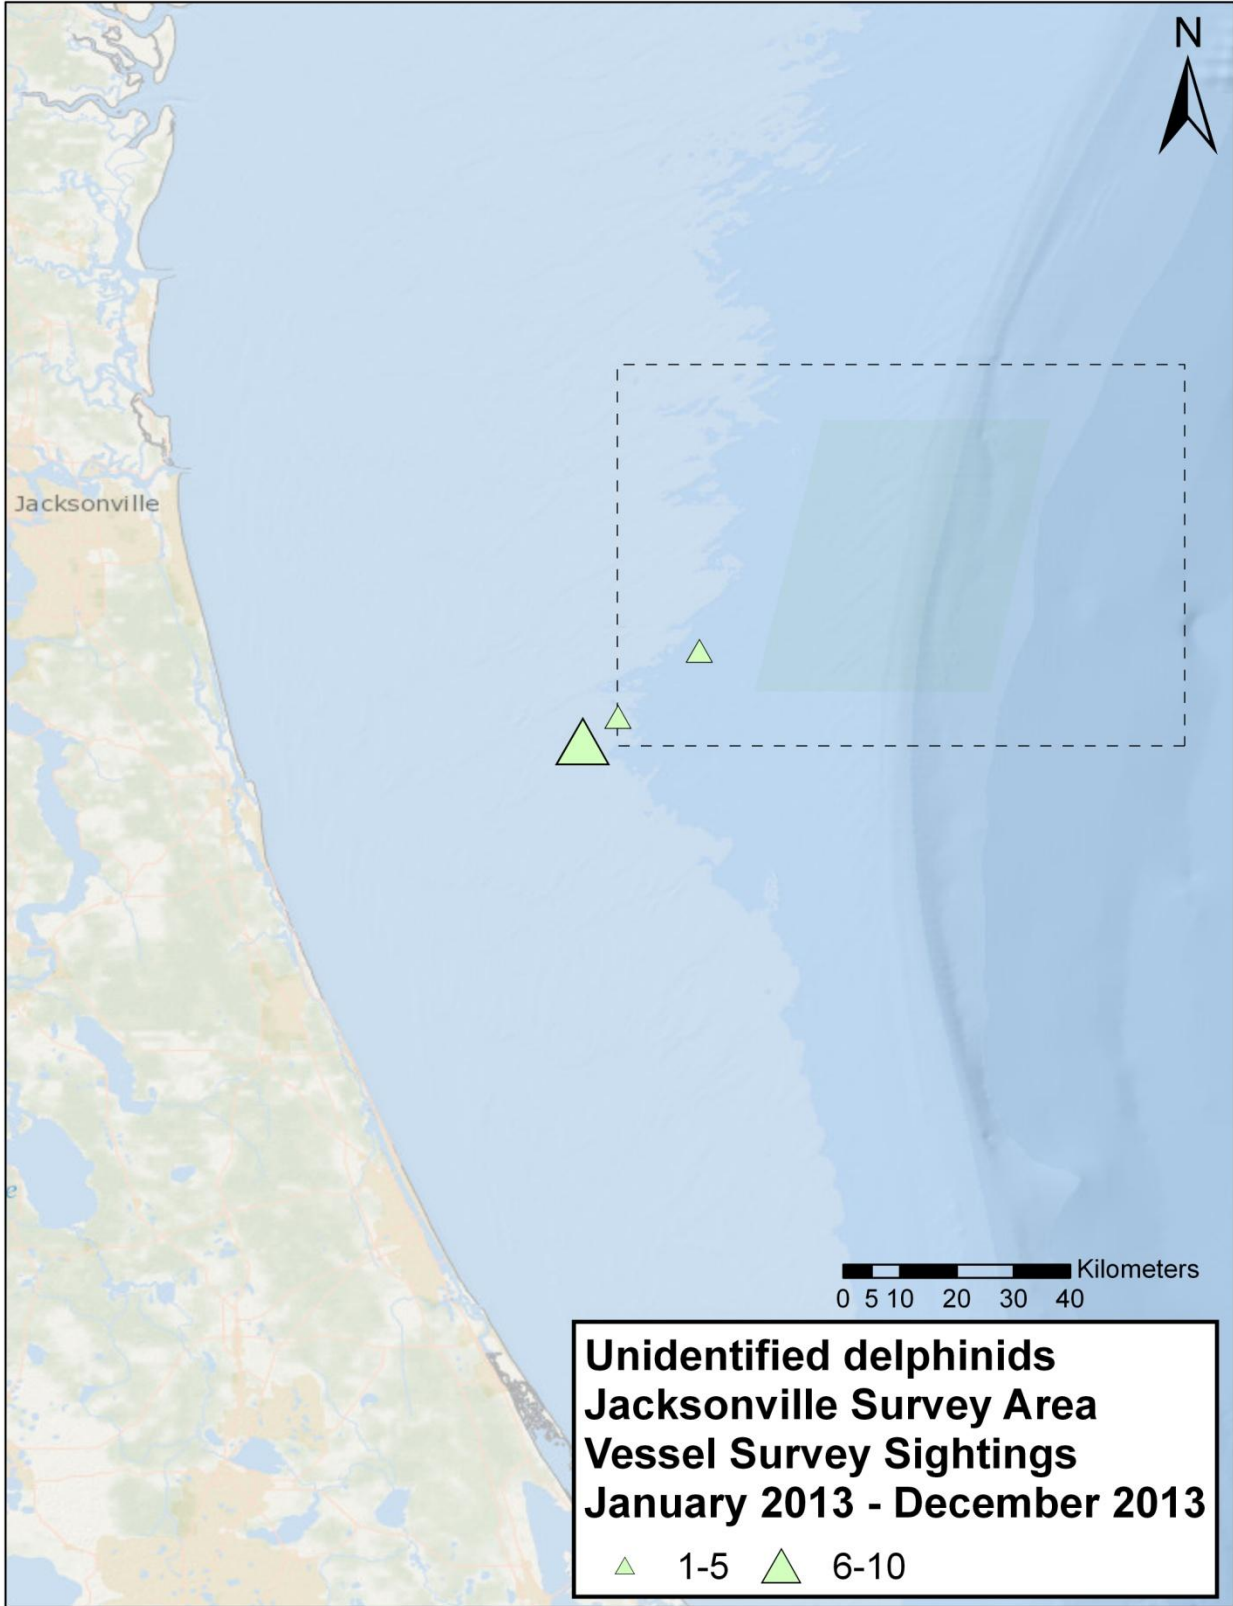 N
Jacksonville
e
Kilometers
0 5 10 20 30 40
Unidentified delphinids
Jacksonville Survey Area
Vessel Survey Sightings
January 2013 - December 2013
1-5 6-10